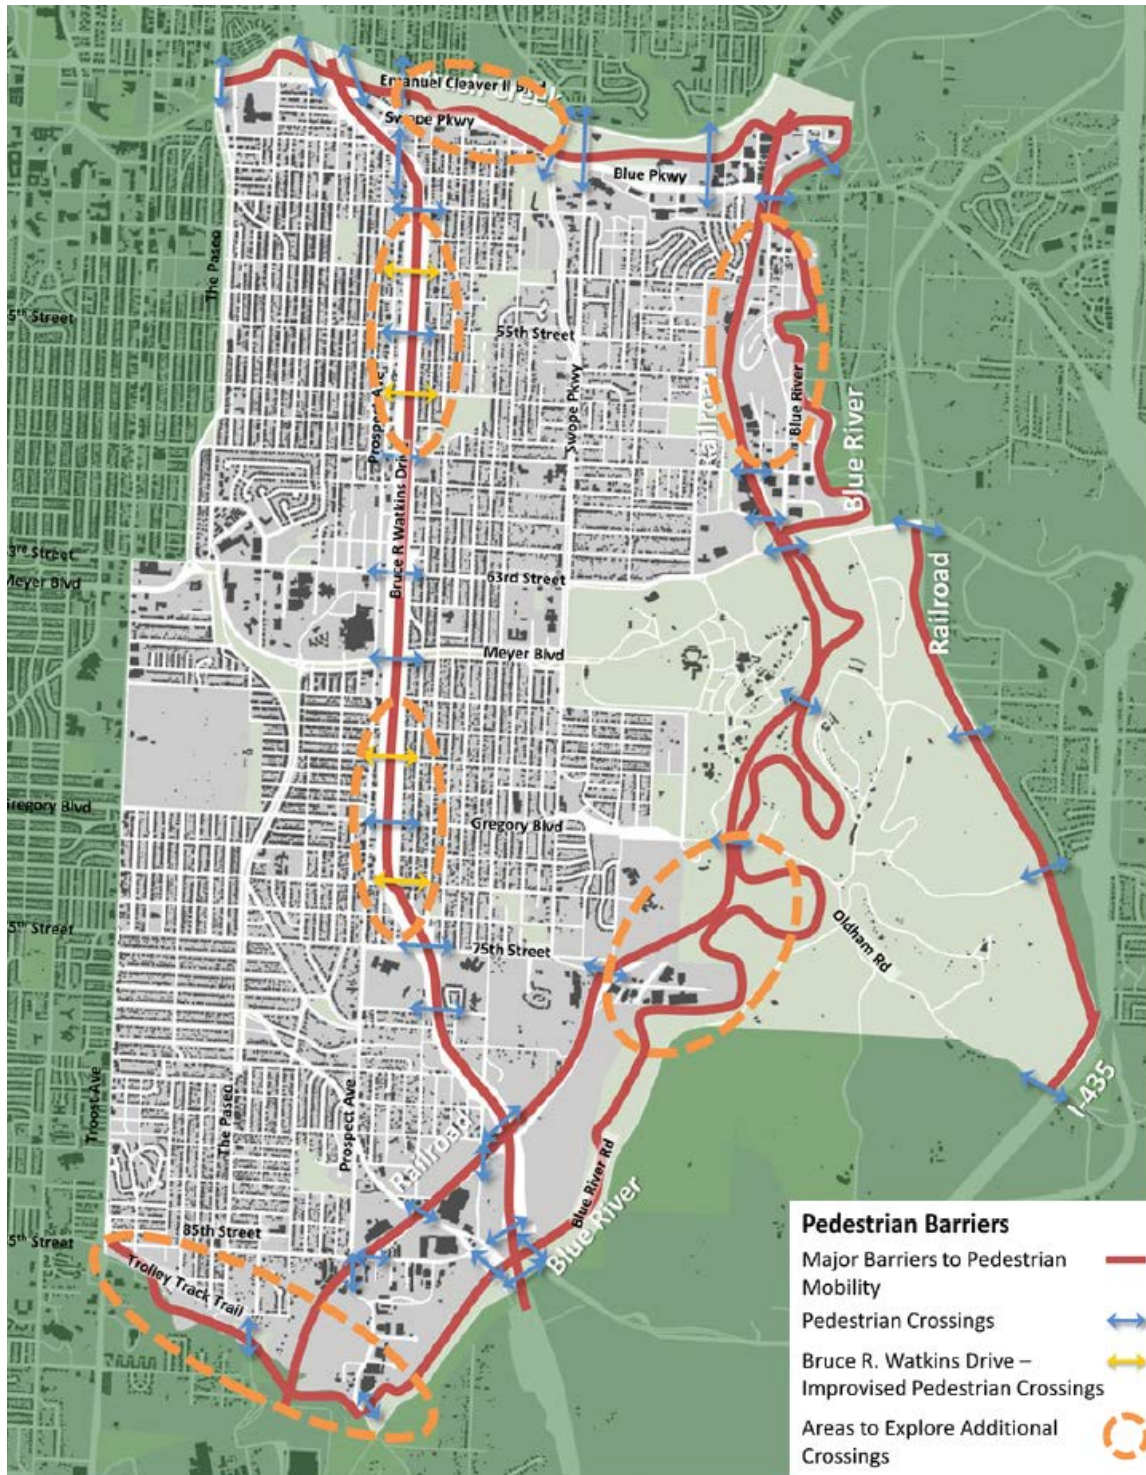 Emanuel Cleaver II Blvd
Swope Pkwy
Blue Pkwy
The Paseo
5th Street
55th Street
Prospect Ave
Swope Pkwy
Railroad
Blue River
Blue River
Bruce R Watkins Drive
3rd Street
Meyer Blvd
63rd Street
Railroad
Meyer Blvd
Gregory Blvd
Gregory Blvd
5th Street
75th Street
Oldham Rd
Troost Ave
The Paseo
Prospect Ave
Railroad
I-435
Blue River Rd
Blue River
5th Street
85th Street
Trolley Track Trail
Pedestrian Barriers
Major Barriers to Pedestrian
Mobility
Pedestrian Crossings
Bruce R. Watkins Drive –
Improvised Pedestrian Crossings
Areas to Explore Additional
Crossings